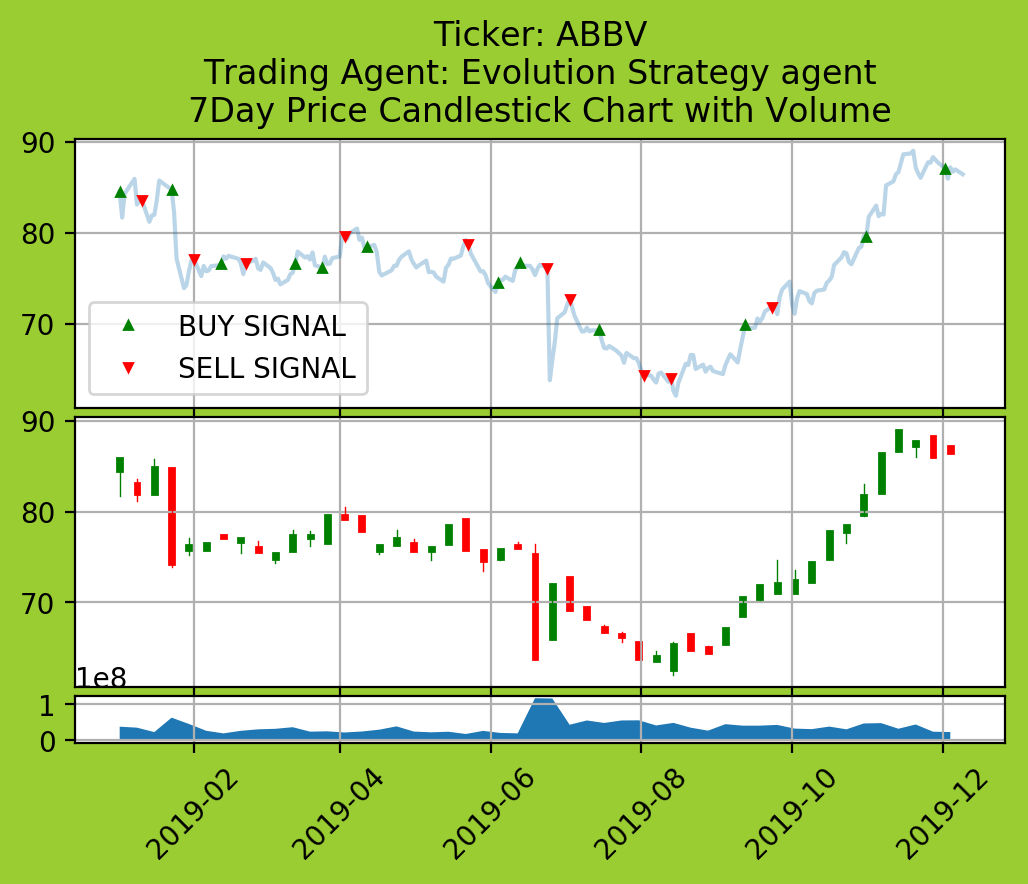 Ticker: ABBV
Trading Agent: Evolution Strategy agent
7Day Price Candlestick Chart with Volume
90
80
70
BUY SIGNAL
SELL SIGNAL
90
80
70
1e8
1
0
2019-02
2019-04
2019-06
2019-08
2019-10
2019-12